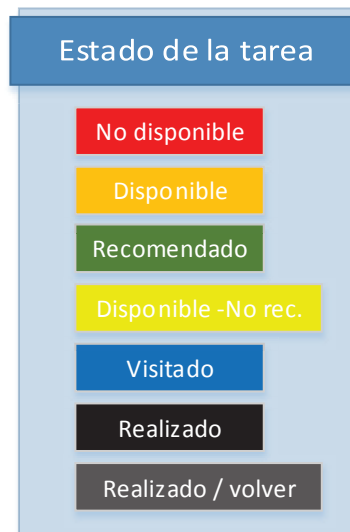 Estado de la tarea
No disponible
Disponible
Recomendado
Disponible -No rec.
Visitado
Realizado
Realizado / volver